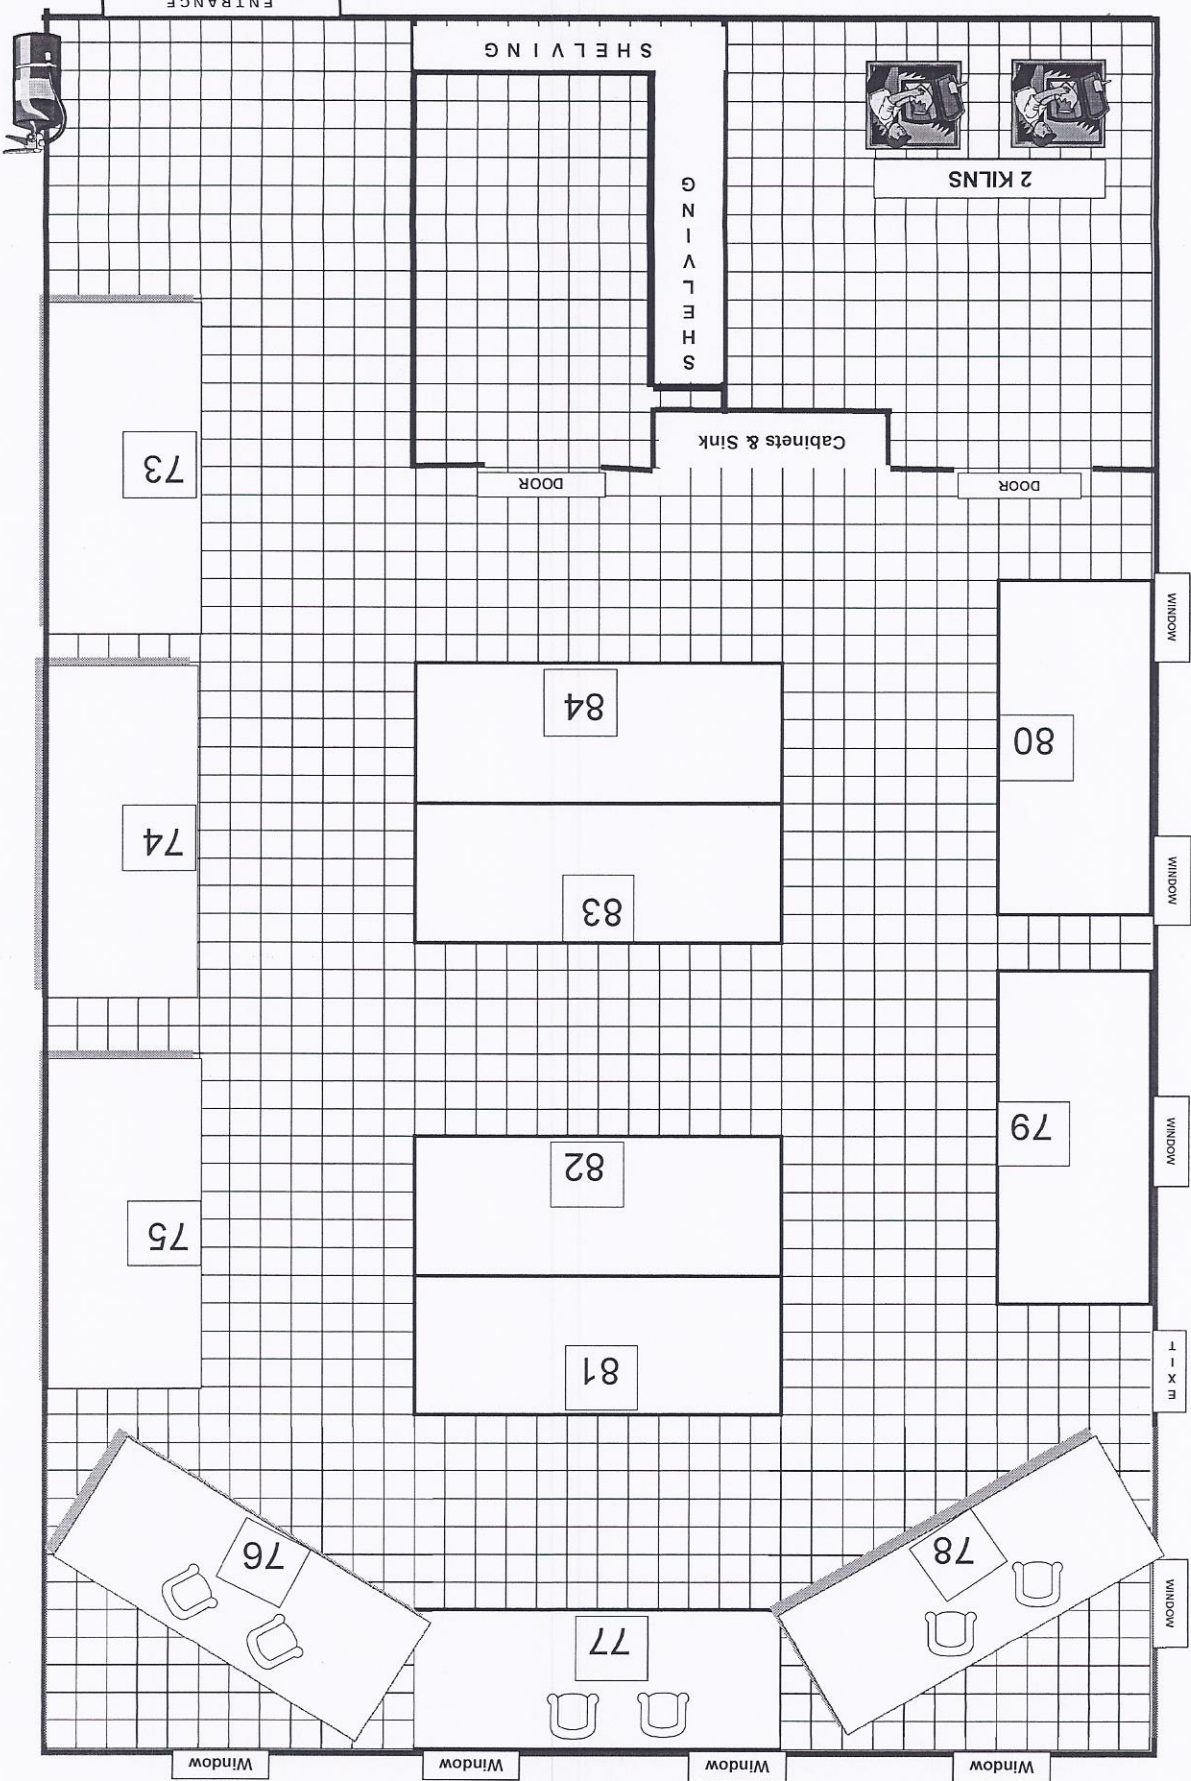 Window
Window
Window
Window
77
WINDOW
78
76
EXIT
81
75
82
WINDOW
79
83
WINDOW
74
80
84
WINDOW
DOOR
DOOR
73
Cabinets & Sink
SHELVING
2 KILNS
SHELVING
ENTRANCE